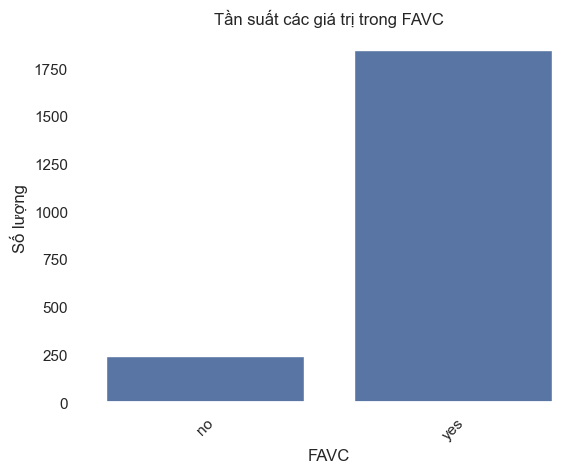 Tần suất các giá trị trong FAVC
Số lượng
1750
1500
1250
1000
750
500
250
0
no
yes
FAVC